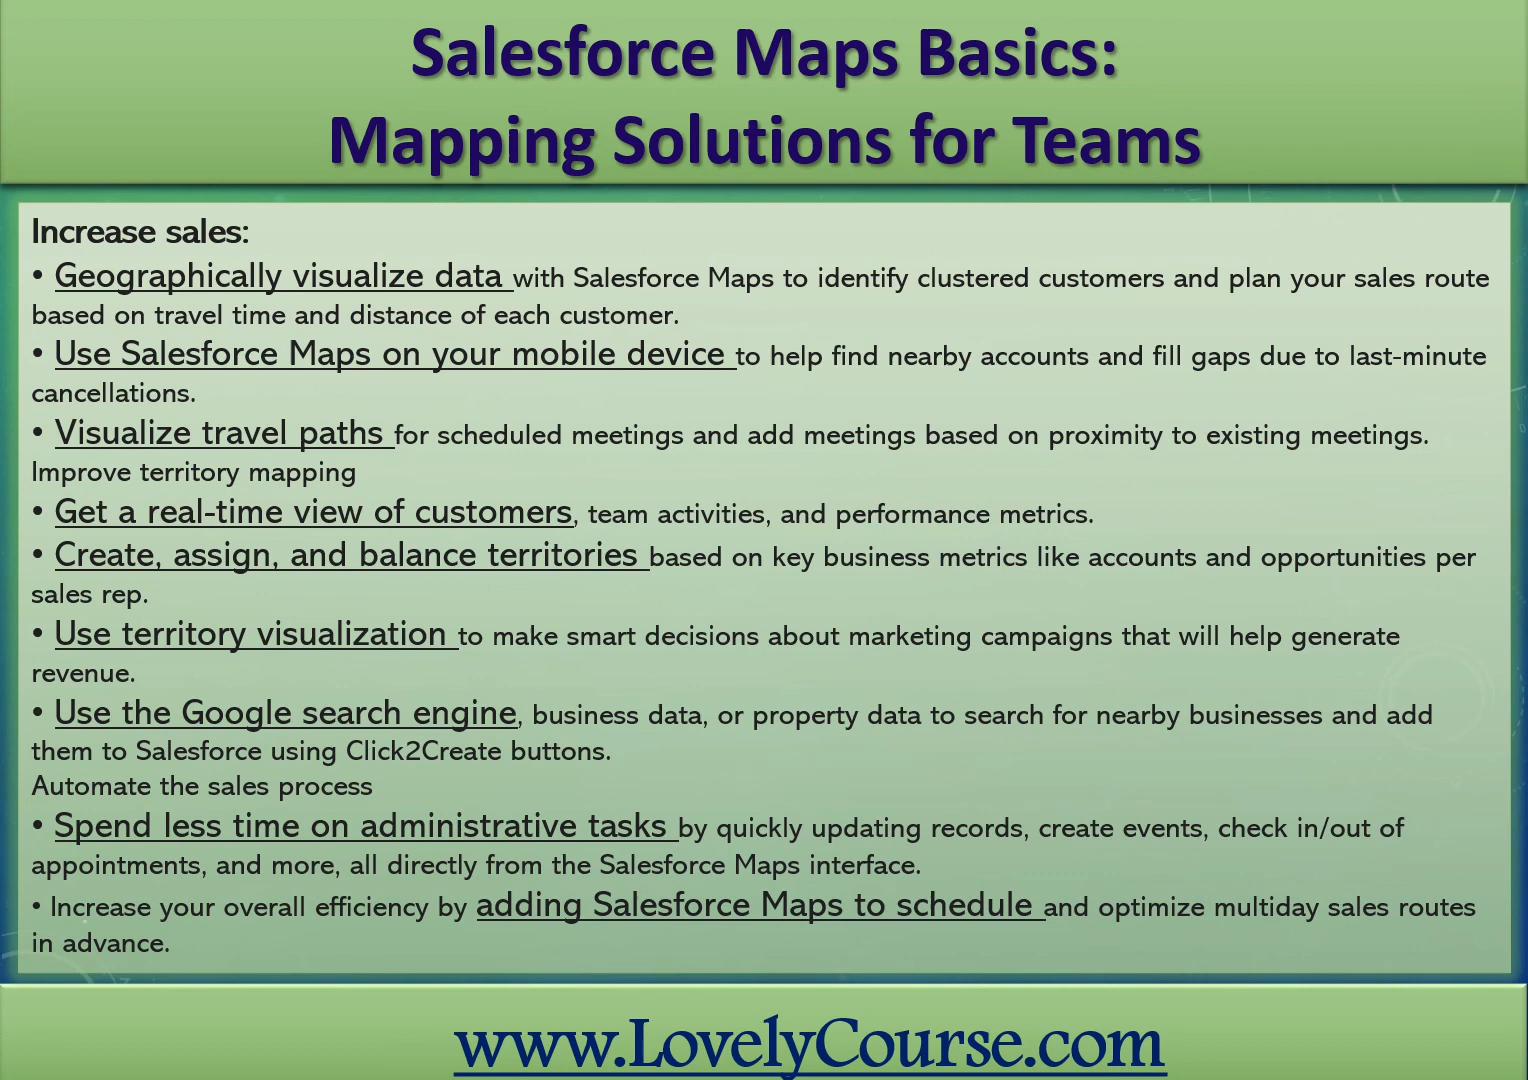 Salesforce Maps Basics:
Mapping Solutions for Teams
Increase sales:
• Geographically visualize data with Salesforce Maps to identify clustered customers and plan your sales route
based on travel time and distance of each customer.
• Use Salesforce Maps on your mobile device to help find nearby accounts and fill gaps due to last-minute
cancellations.
• Visualize travel paths for scheduled meetings and add meetings based on proximity to existing meetings.
Improve territory mapping
• Get a real-time view of customers, team activities, and performance metrics.
• Create, assign, and balance territories based on key business metrics like accounts and opportunities per
sales rep.
• Use territory visualization to make smart decisions about marketing campaigns that will help generate
revenue.
• Use the Google search engine, business data, or property data to search for nearby businesses and add
them to Salesforce using Click2Create buttons.
Automate the sales process
• Spend less time on administrative tasks by quickly updating records, create events, check in/out of
appointments, and more, all directly from the Salesforce Maps interface.
• Increase your overall efficiency by adding Salesforce Maps to schedule and optimize multiday sales routes
in advance.
www.LovelyCourse.com